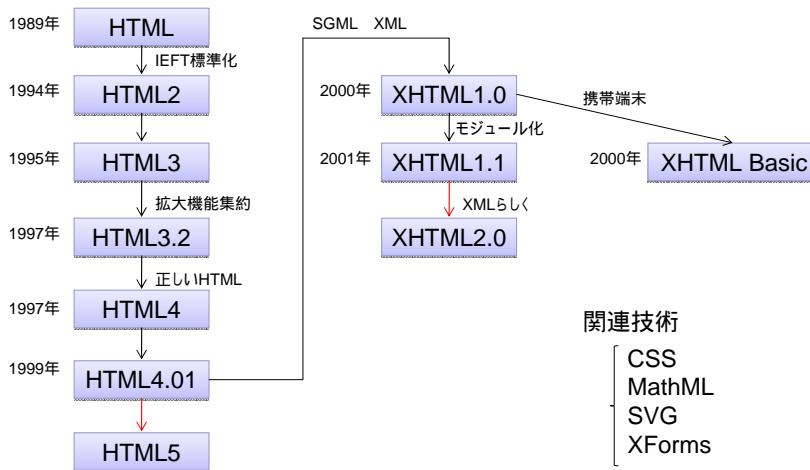 1989年 HTML
IEFT標準化
1994年 HTML2
1995年 HTML3
拡大機能集約
1997年 HTML3.2
正しいHTML
1997年 HTML4
1999年 HTML4.01
HTML5
SGML XML
2000年 XHTML1.0
モジュール化
2001年 XHTML1.1
XMLらしく
XHTML2.0
携帯端末
2000年 XHTML Basic
関連技術
CSS
MathML
SVG
XForms